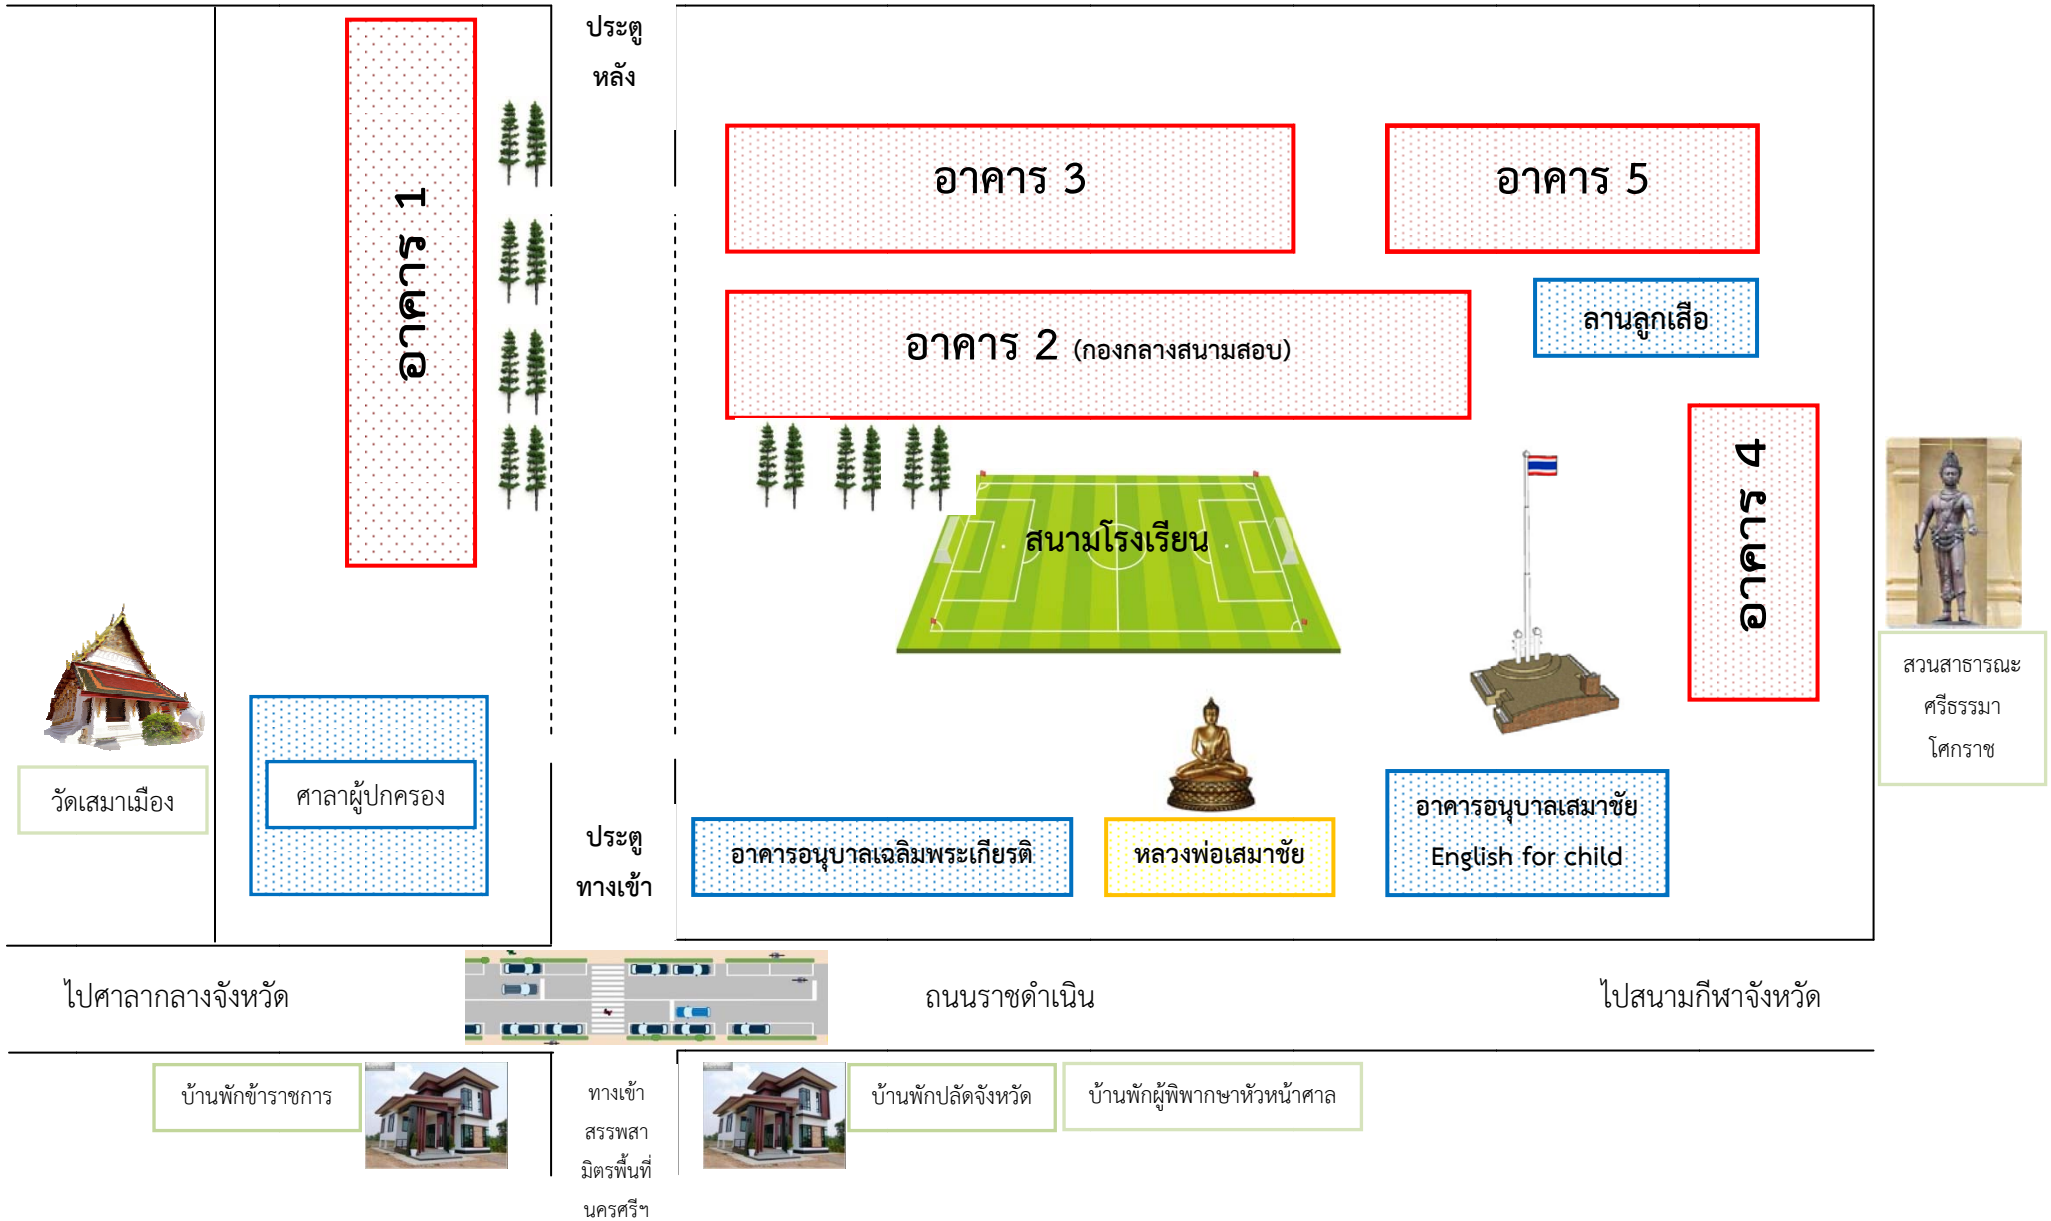 ประตู
หลัง
อาคาร 1
อาคาร 3
อาคาร 5
ลานลูกเสือ
อาคาร 2 (กองกลางสนามสอบ)
อาคาร 4
สนามโรงเรียน
สวนสาธารณะ
ศรีธรรมา
โศกราช
วัดเสมาเมือง
ศาลาผู้ปกครอง
ประตู
ทางเข้า
อาคารอนุบาลเฉลิมพระเกียรติ
หลวงพ่อเสมาชัย
อาคารอนุบาลเสมาชัย
English for child
ไปศาลากลางจังหวัด
ถนนราชดำเนิน
ไปสนามกีฬาจังหวัด
บ้านพักข้าราชการ
ทางเข้า
สรรพสา
มิตรพื้นที่
นครศรีฯ
บ้านพักปลัดจังหวัด
บ้านพักผู้พิพากษาหัวหน้าศาล